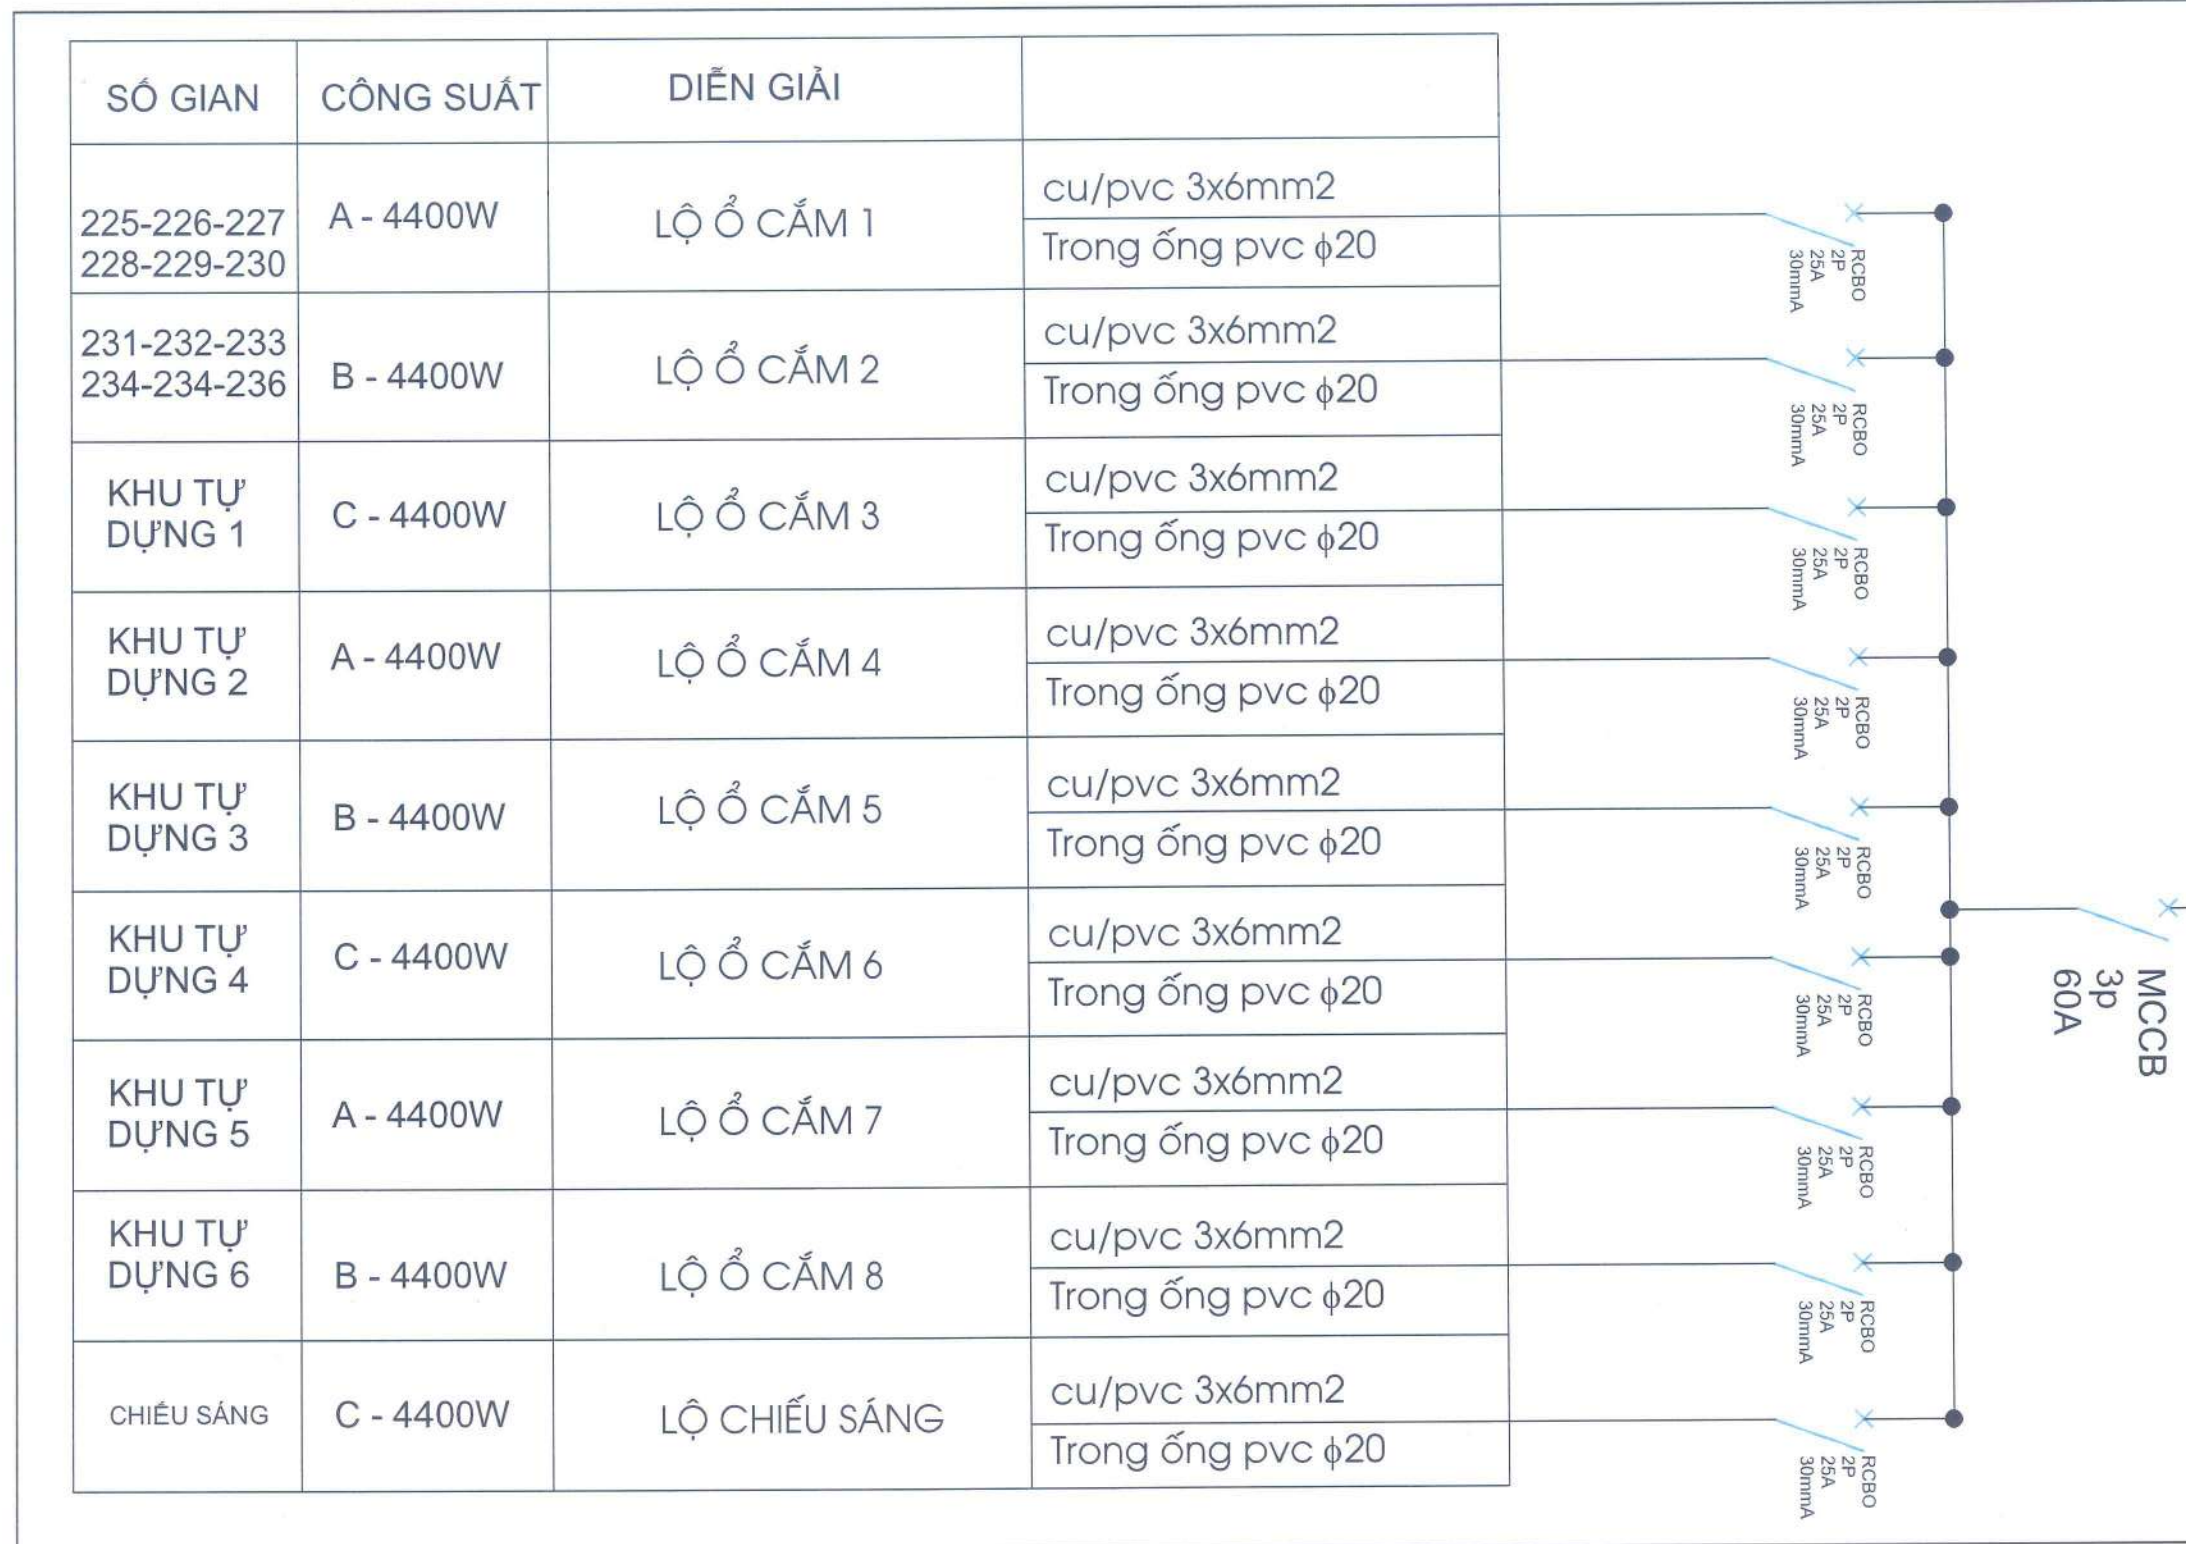 SỐ GIAN CÔNG SUẤT DIỄN GIẢI
225-226-227
228-229-230
A - 4400W
LỘ Ổ CẮM 1
cu/pvc 3x6mm2
Trong ống pvc ϕ20
RCBO
2P
25A
30mmA
231-232-233
234-234-236
B - 4400W
LỘ Ổ CẮM 2
cu/pvc 3x6mm2
Trong ống pvc ϕ20
RCBO
2P
25A
30mmA
KHU TỰ
DỰNG 1
C - 4400W
LỘ Ổ CẮM 3
cu/pvc 3x6mm2
Trong ống pvc ϕ20
RCBO
2P
25A
30mmA
KHU TỰ
DỰNG 2
A - 4400W
LỘ Ổ CẮM 4
cu/pvc 3x6mm2
Trong ống pvc ϕ20
RCBO
2P
25A
30mmA
KHU TỰ
DỰNG 3
B - 4400W
LỘ Ổ CẮM 5
cu/pvc 3x6mm2
Trong ống pvc ϕ20
RCBO
2P
25A
30mmA
KHU TỰ
DỰNG 4
C - 4400W
LỘ Ổ CẮM 6
cu/pvc 3x6mm2
Trong ống pvc ϕ20
RCBO
2P
25A
30mmA
MCCB
3p
60A
KHU TỰ
DỰNG 5
A - 4400W
LỘ Ổ CẮM 7
cu/pvc 3x6mm2
Trong ống pvc ϕ20
RCBO
2P
25A
30mmA
KHU TỰ
DỰNG 6
B - 4400W
LỘ Ổ CẮM 8
cu/pvc 3x6mm2
Trong ống pvc ϕ20
RCBO
2P
25A
30mmA
CHIẾU SÁNG
C - 4400W
LỘ CHIẾU SÁNG
cu/pvc 3x6mm2
Trong ống pvc ϕ20
RCBO
2P
25A
30mmA